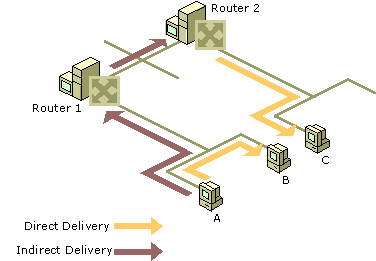 Router 2
Router 1
C
B
A
Direct Delivery
Indirect Delivery